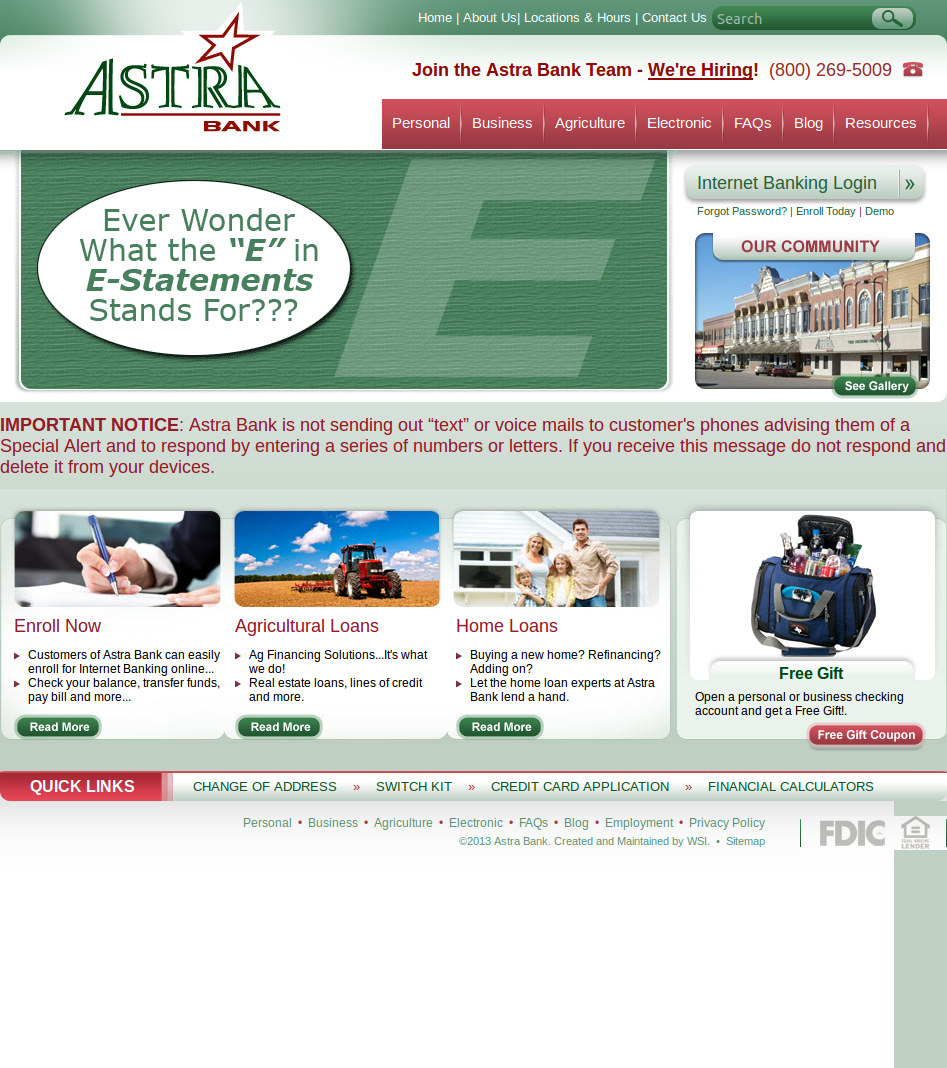 Home | About Us| Locations & Hours | Contact Us
Search
ASTRA
BANK
Join the Astra Bank Team - We're Hiring! (800) 269-5009
Personal Business Agriculture Electronic FAQs Blog Resources
Ever Wonder
What the “E” in
E-Statements
Stands For???
E
Internet Banking Login »
Forgot Password? | Enroll Today | Demo
OUR COMMUNITY
See Gallery
IMPORTANT NOTICE: Astra Bank is not sending out “text” or voice mails to customer's phones advising them of a
Special Alert and to respond by entering a series of numbers or letters. If you receive this message do not respond and
delete it from your devices.
Enroll Now
Customers of Astra Bank can easily
enroll for Internet Banking online...
Check your balance, transfer funds,
pay bill and more...
Read More
Agricultural Loans
Ag Financing Solutions...It's what
we do!
Real estate loans, lines of credit
and more.
Read More
Home Loans
Buying a new home? Refinancing?
Adding on?
Let the home loan experts at Astra
Bank lend a hand.
Read More
Free Gift
Open a personal or business checking
account and get a Free Gift!.
Free Gift Coupon
QUICK LINKS CHANGE OF ADDRESS » SWITCH KIT » CREDIT CARD APPLICATION » FINANCIAL CALCULATORS
Personal • Business • Agriculture • Electronic • FAQs • Blog • Employment • Privacy Policy
©2013 Astra Bank. Created and Maintained by WSI. • Sitemap
FDIC
EQUAL HOUSING
LENDER